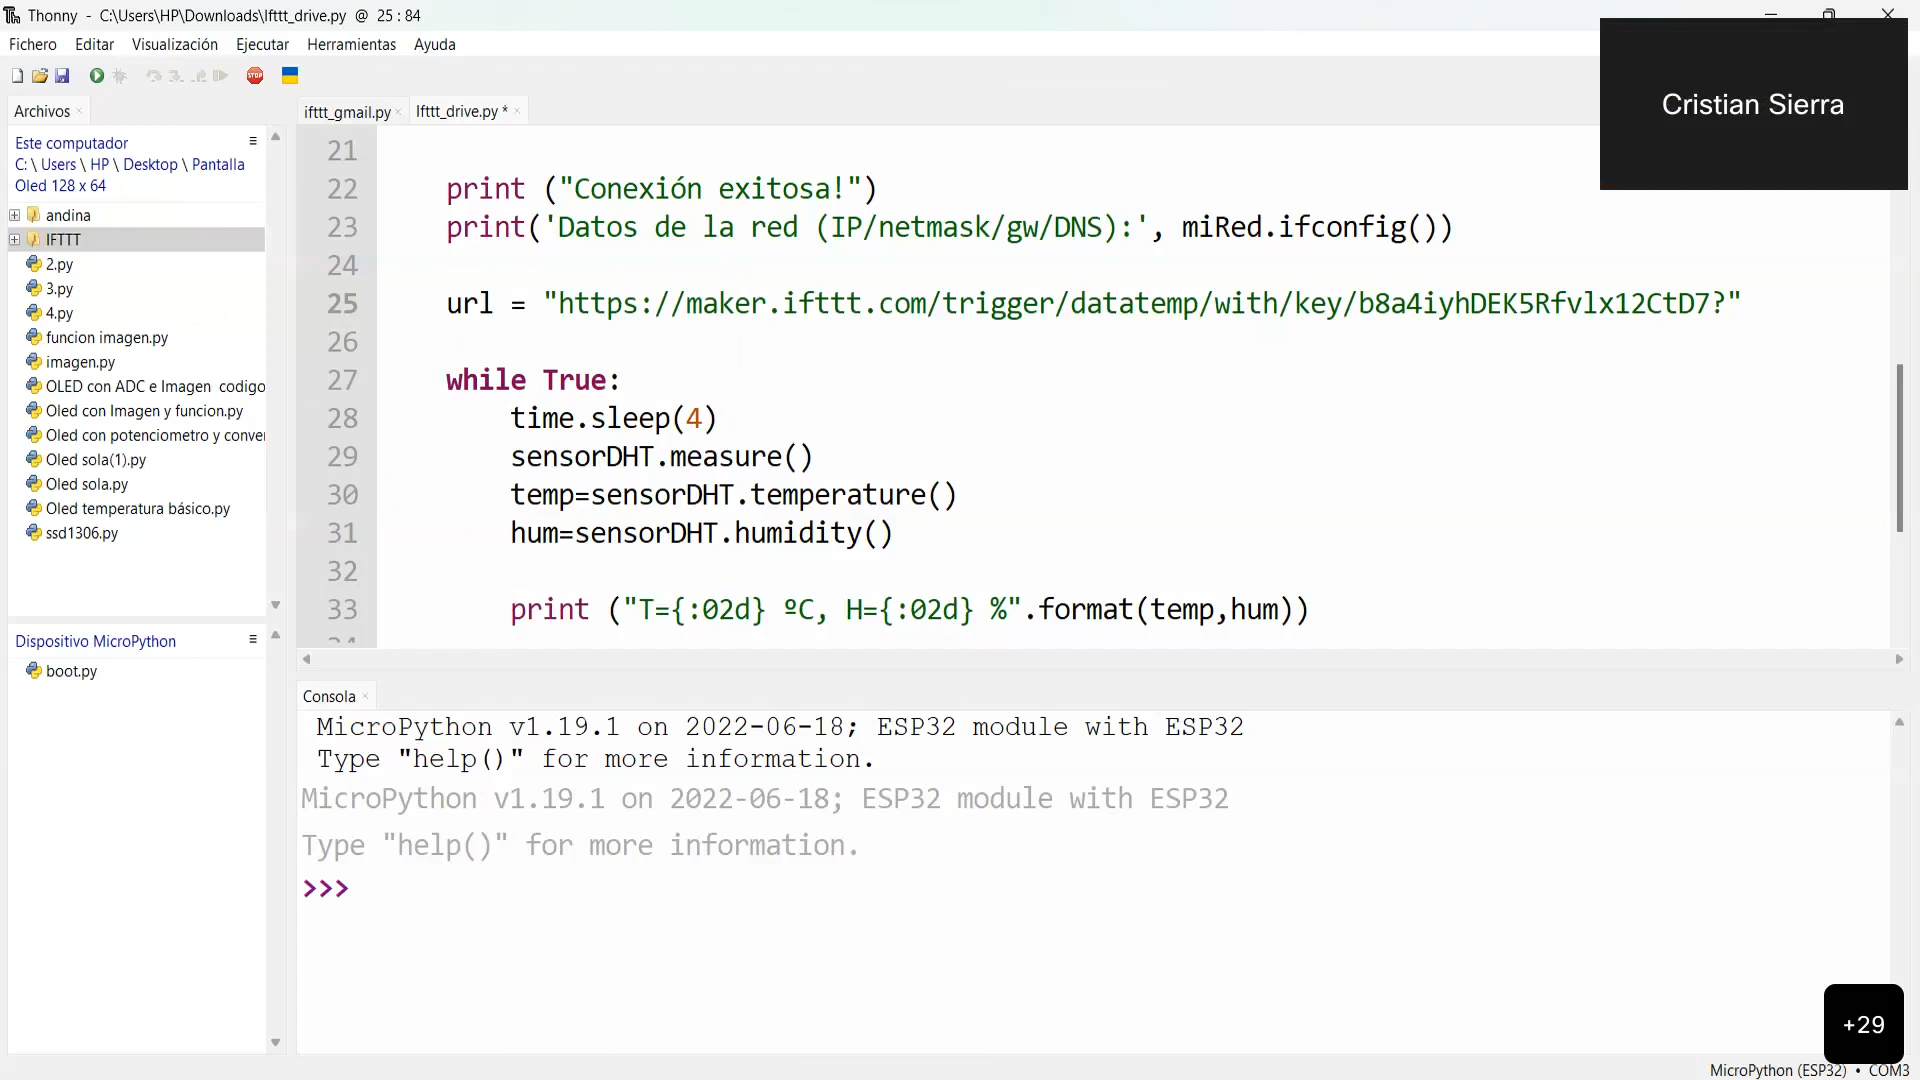 Thonny - C:\Users\HP\Downloads\Ifttt_drive.py @ 25 : 84
Fichero Editar Visualización Ejecutar Herramientas Ayuda
STOP
Archivos
Este computador
C: \ Users \ HP \ Desktop \ Pantalla
Oled 128 x 64
andina
IFTTT
2.py
3.py
4.py
funcion imagen.py
imagen.py
OLED con ADC e Imagen codigo
Oled con Imagen y funcion.py
Oled con potenciometro y conve
Oled sola(1).py
Oled sola.py
Oled temperatura básico.py
ssd1306.py
Dispositivo MicroPython
boot.py
ifttt_gmail.py Ifttt_drive.py *
21
22 print ("Conexión exitosa!")
23 print('Datos de la red (IP/netmask/gw/DNS):', miRed.ifconfig())
24
25 url = "https://maker.ifttt.com/trigger/datatemp/with/key/b8a4iyhDEK5Rfvlx12CtD7?"
26
27 while True:
28 time.sleep(4)
29 sensorDHT.measure()
30 temp=sensorDHT.temperature()
31 hum=sensorDHT.humidity()
32
33 print ("T={:02d} ºC, H={:02d} %".format(temp,hum))
Consola
MicroPython v1.19.1 on 2022-06-18; ESP32 module with ESP32
Type "help()" for more information.
MicroPython v1.19.1 on 2022-06-18; ESP32 module with ESP32
Type "help()" for more information.
>>>
Cristian Sierra
+29
MicroPython (ESP32) • COM3